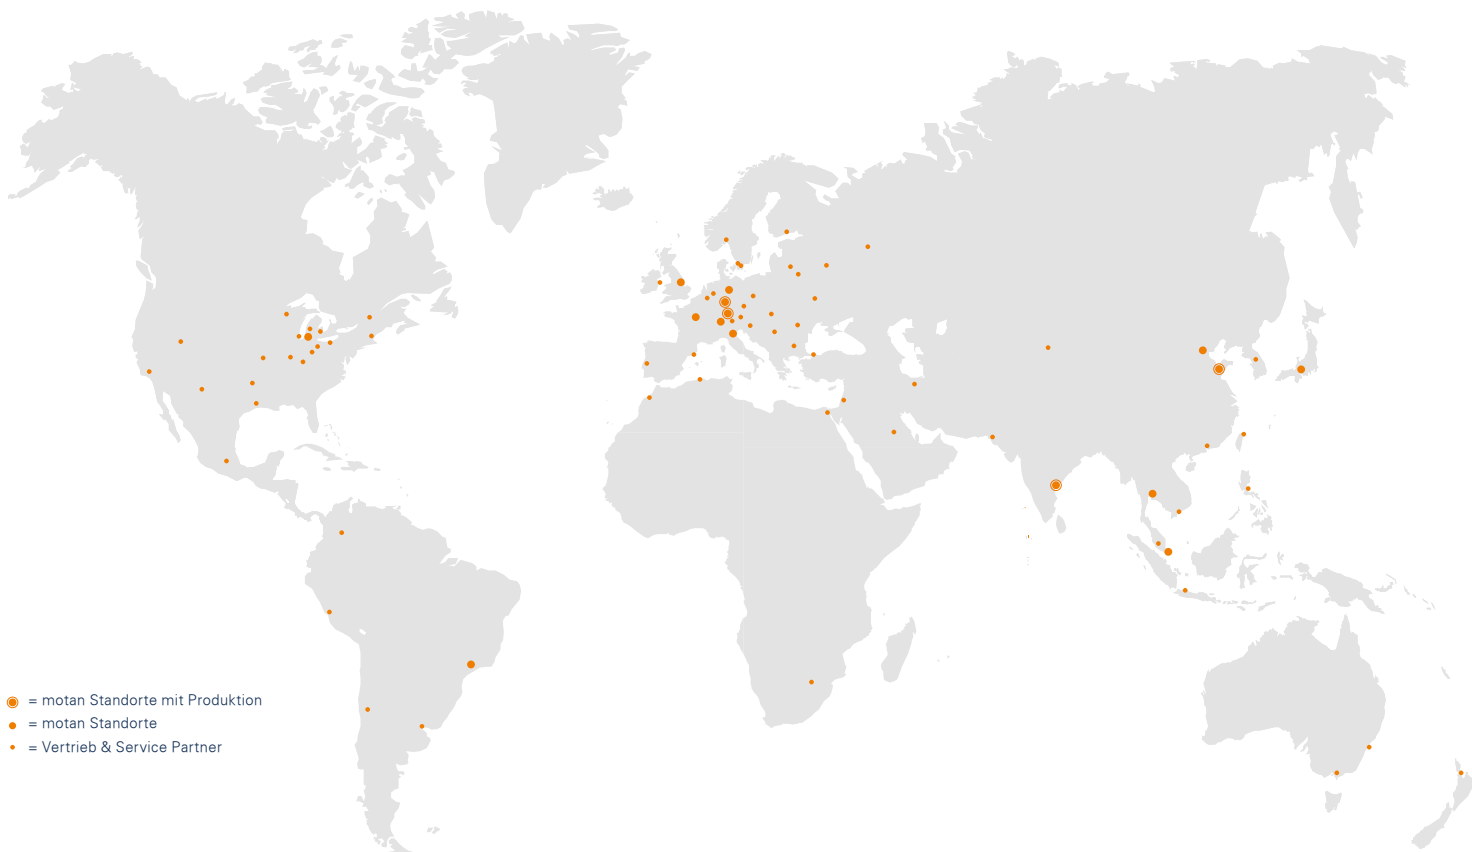 = motan Standorte mit Produktion
= motan Standorte
= Vertrieb & Service Partner